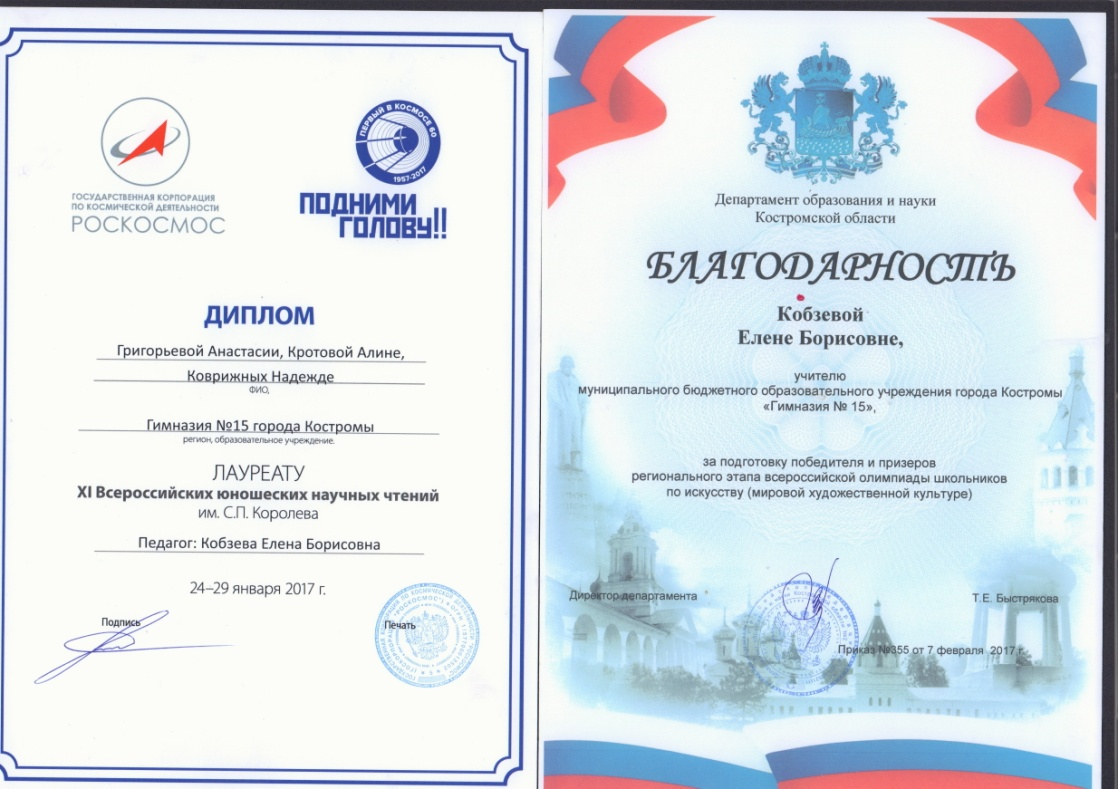 ГОСУДАРСТВЕННАЯ КОРПОРАЦИЯ
ПО КОСМИЧЕСКОЙ ДЕЯТЕЛЬНОСТИ
РОСКОСМОС
ПЕРВЫЙ В КОСМОСЕ 60
1957-2017
ПОДНИМИ
ГОЛОВУ!!
ДИПЛОМ
Григорьевой Анастасии, Кротовой Алине,
Коврижных Надежде
ФИО,
Гимназия №15 города Костромы
регион, образовательное учреждение.
ЛАУРЕАТУ
XI Всероссийских юношеских научных чтений
им. С.П. Королева
Педагог: Кобзева Елена Борисовна
24–29 января 2017 г.
Подпись
Печать
Департамент образования и науки
Костромской области
БЛАГОДАРНОСТЬ
Кобзевой
Елене Борисовне,
учителю
муниципального бюджетного образовательного учреждения города Костромы
«Гимназия № 15»,
за подготовку победителя и призеров
регионального этапа всероссийской олимпиады школьников
по искусству (мировой художественной культуре)
Директор департамента
Т.Е. Быстрякова
Приказ №355 от 7 февраля 2017 г.